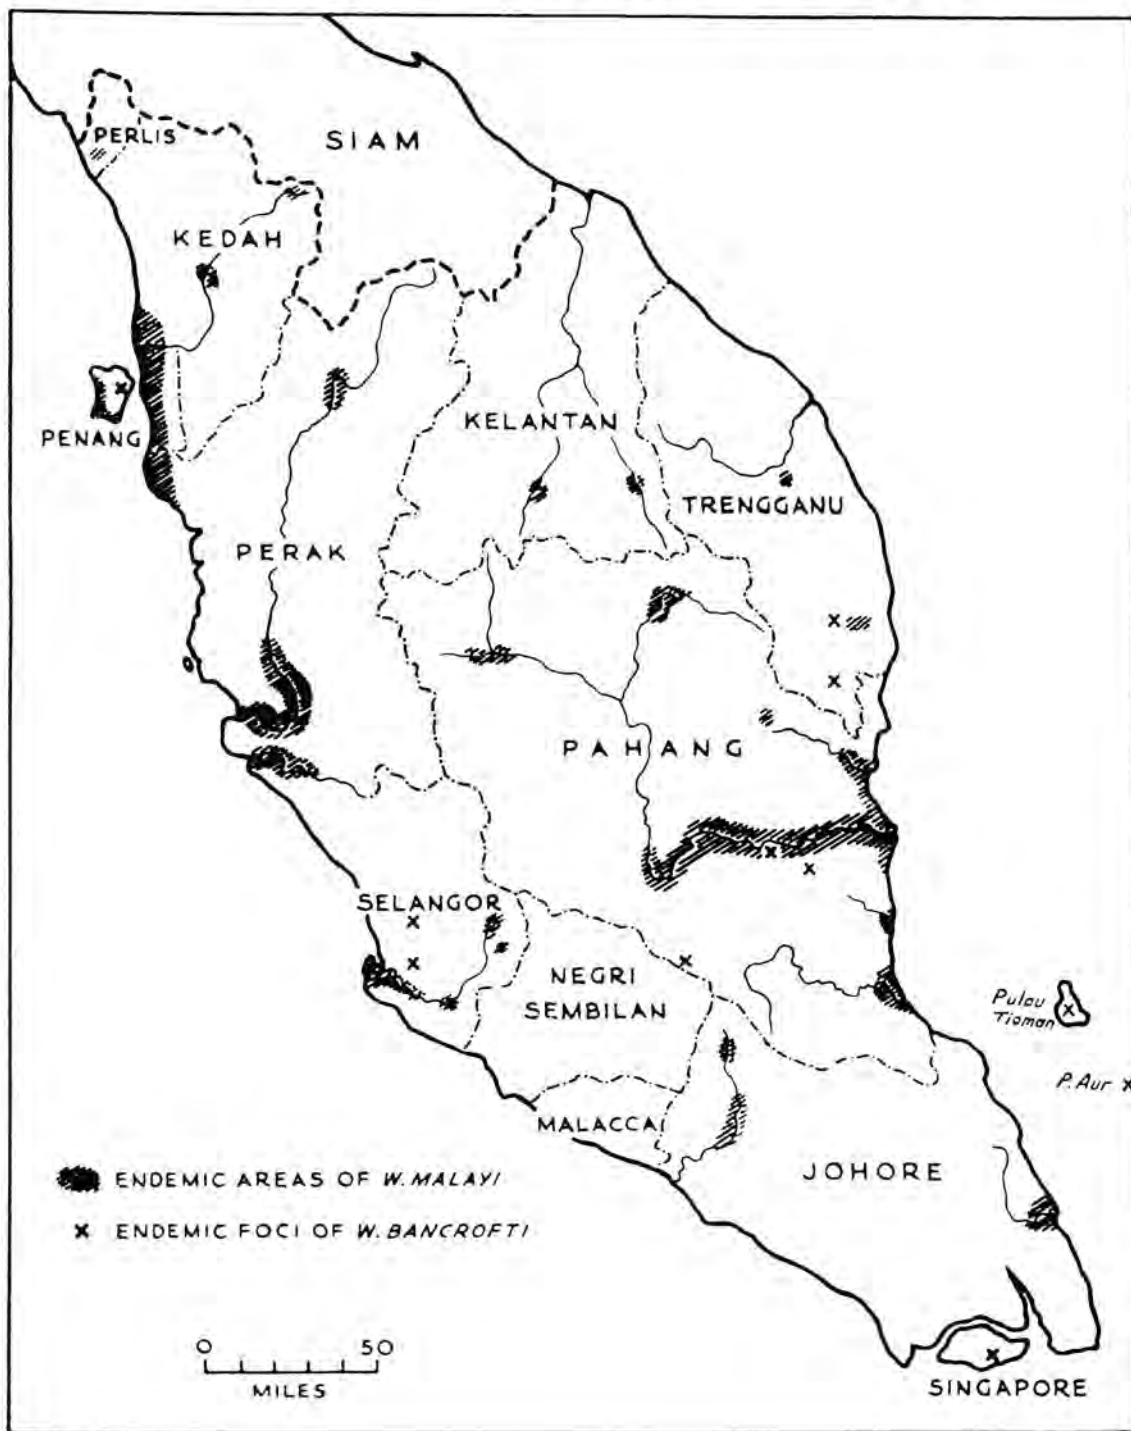 SIAM
PERLIS
KEDAH
PENANG
KELANTAN
TRENGGANU
PERAK
PAHANG
SELANGOR
NEGRI
SEMBILAN
Pulau
Tioman
P. Aur
MALACCA
JOHORE
ENDEMIC AREAS OF W. MALAYI
x ENDEMIC FOCI OF W. BANCROFTI
0 50
MILES
SINGAPORE